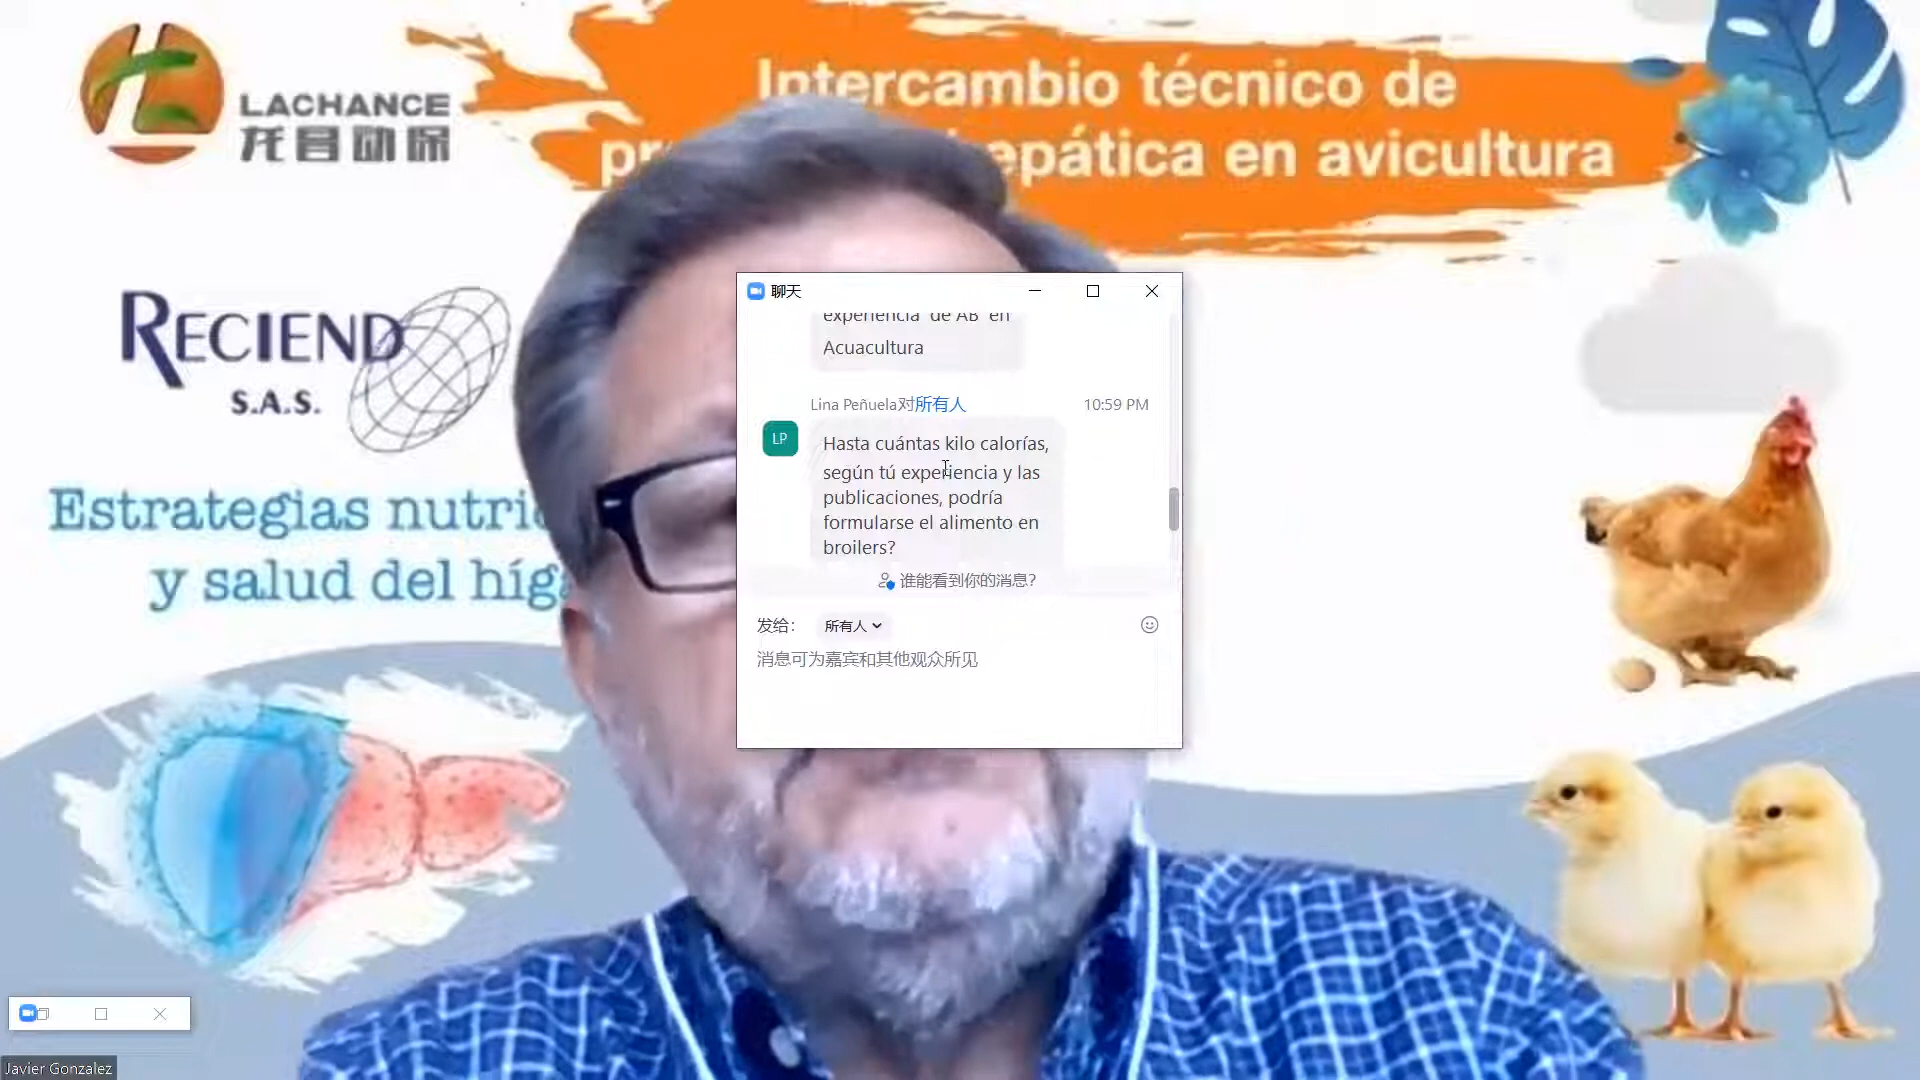 LACHANCE
龙昌动保
Intercambio técnico de
epática en avicultura
RECIEND
S.A.S.
Estrategias
y salud del
聊天
experiencia de AB en
Acuacultura
Lina Peñuela对所有人
10:59 PM
LP
Hasta cuántas kilo calorías,
según tú experiencia y las
publicaciones, podría
formularse el alimento en
broilers?
谁能看到你的消息?
发给:
所有人
消息可为嘉宾和其他观众所见
Javier Gonzalez